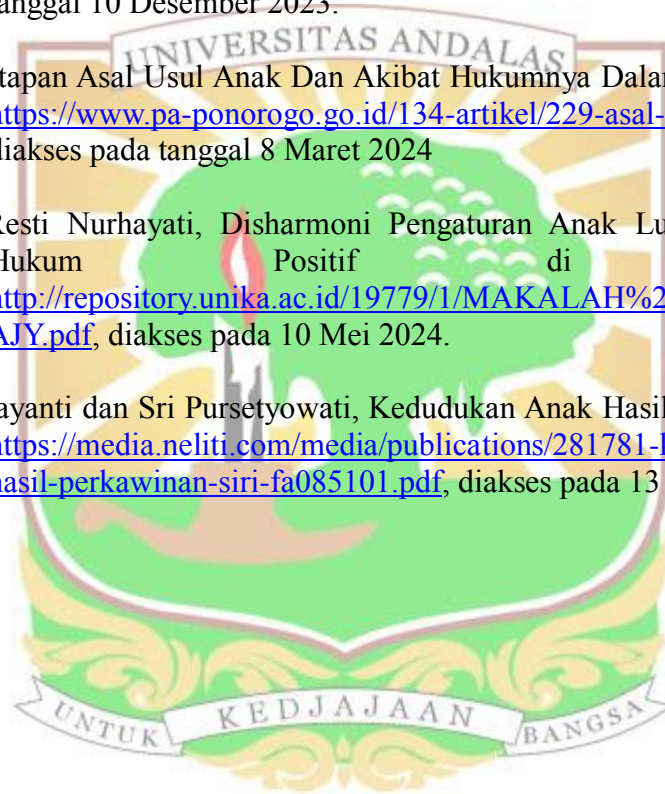 tanggal 10 Desember 2023.
UNIVERSITAS ANDALAS
tapan Asal Usul Anak Dan Akibat Hukumnya Dalam
https://www.pa-ponorogo.go.id/134-artikel/229-asal-
diakses pada tanggal 8 Maret 2024
Resti Nurhayati, Disharmoni Pengaturan Anak Lu
Hukum Positif di
http://repository.unika.ac.id/19779/1/MAKALAH%2
AJY.pdf, diakses pada 10 Mei 2024.
ayanti dan Sri Pursetyowati, Kedudukan Anak Hasil
https://media.neliti.com/media/publications/281781-
hasil-perkawinan-siri-fa085101.pdf, diakses pada 13
UNTUK KEDJAJAAN BANGSA